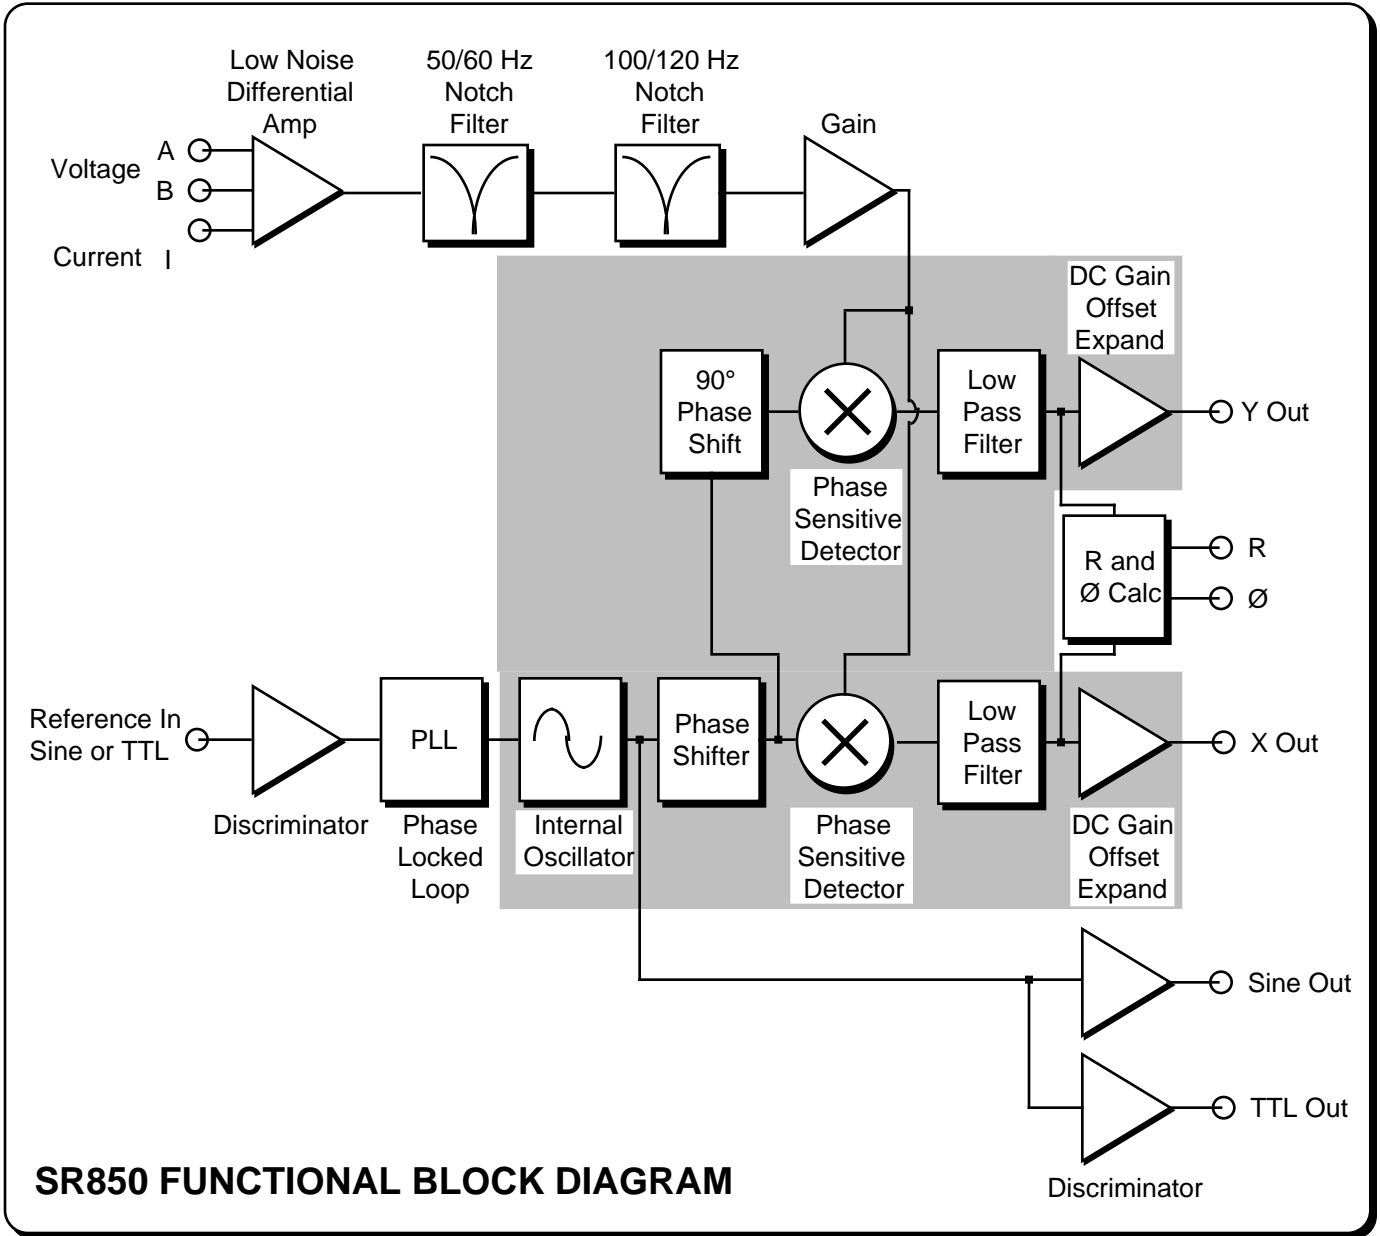 Low Noise
Differential
Amp
50/60 Hz
Notch
Filter
100/120 Hz
Notch
Filter
Gain
Voltage
A
B
Current
I
DC Gain
Offset
Expand
90°
Phase
Shift
Low
Pass
Filter
Y Out
Phase
Sensitive
Detector
R and
Ø Calc
R
Ø
Reference In
Sine or TTL
PLL
Phase
Shifter
Low
Pass
Filter
X Out
Discriminator
Phase
Locked
Loop
Internal
Oscillator
Phase
Sensitive
Detector
DC Gain
Offset
Expand
Sine Out
TTL Out
Discriminator
SR850 FUNCTIONAL BLOCK DIAGRAM